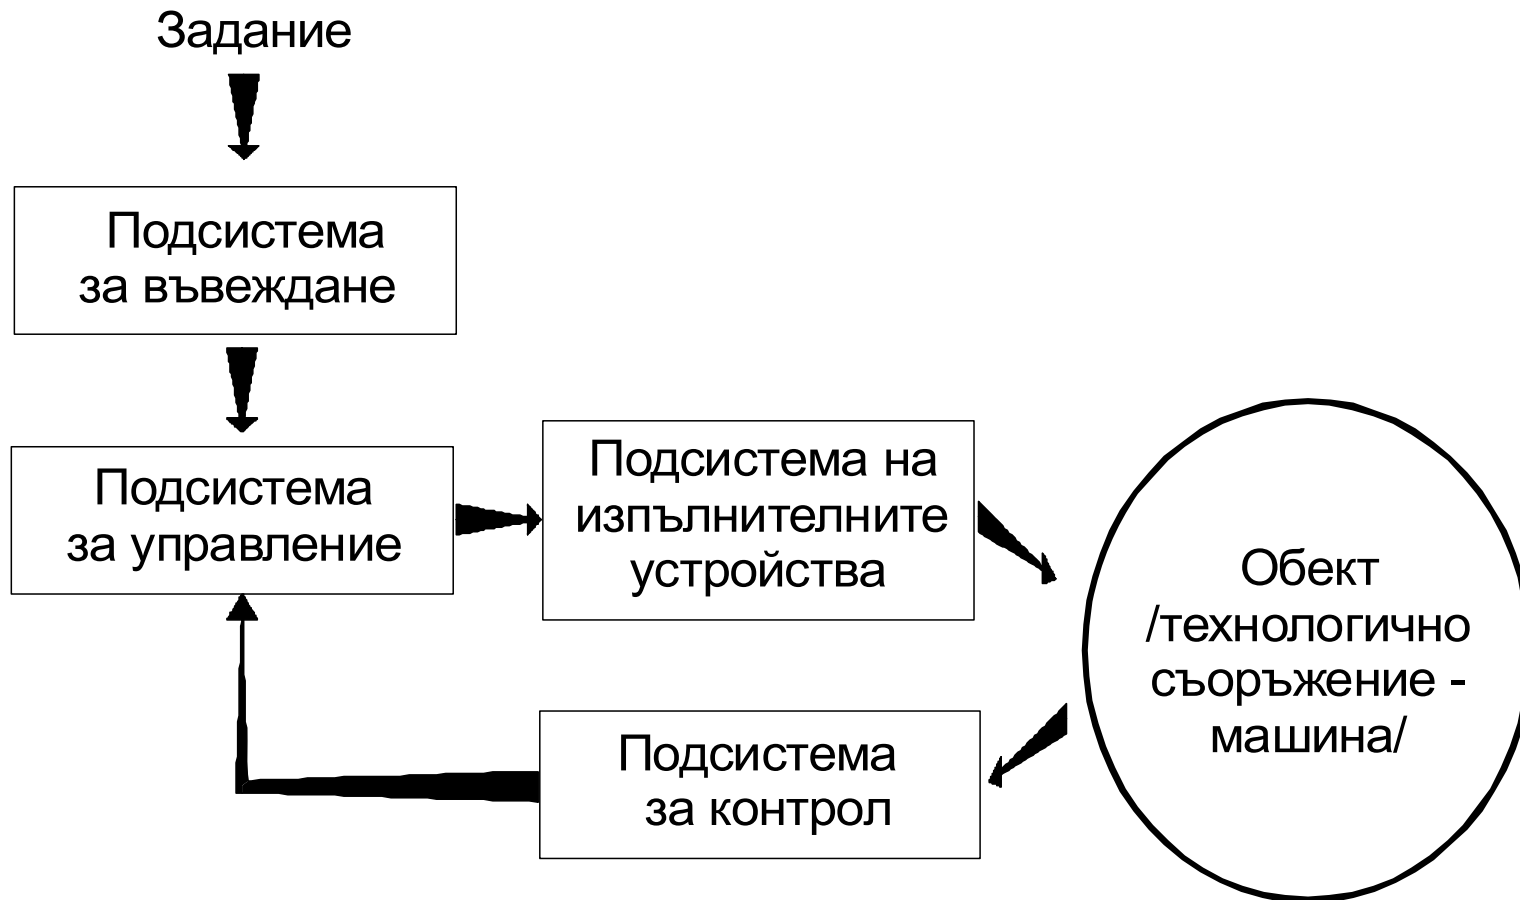 Задание
Подсистема
за въвеждане
Подсистема
за управление
Подсистема на
изпълнителните
устройства
Обект
/технологично
съоръжение -
машина/
Подсистема
за контрол